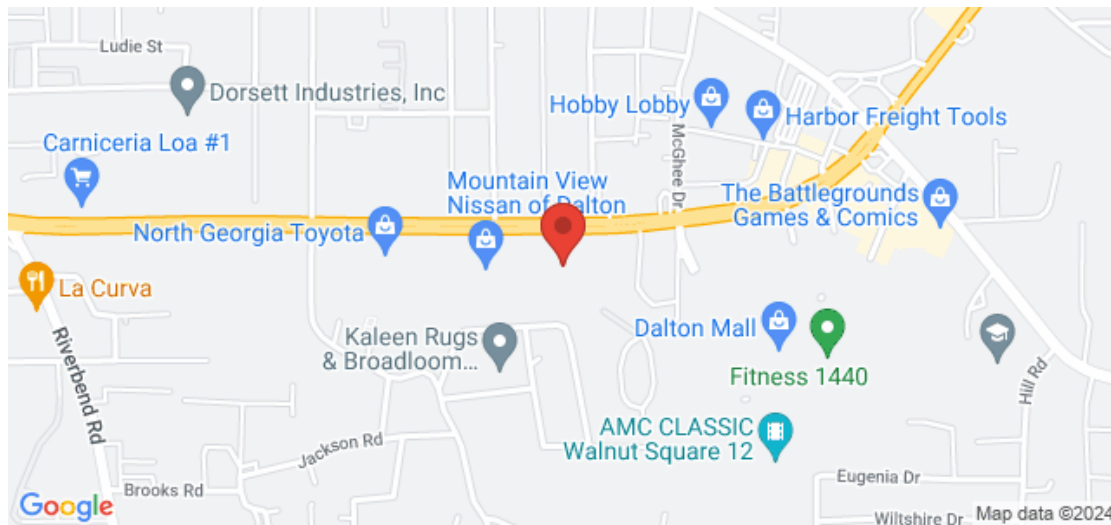 Ludie St
Dorsett Industries, Inc
Hobby Lobby
Harbor Freight Tools
McGhee Dr
Carniceria Loa #1
Mountain View
Nissan of Dalton
The Battlegrounds
Games & Comics
North Georgia Toyota
La Curva
Riverbend Rd
Kaleen Rugs
& Broadloom...
Dalton Mall
Fitness 1440
Hill Rd
AMC CLASSIC
Walnut Square 12
Jackson Rd
Brooks Rd
Eugenia Dr
Wiltshire Dr
Google
Map data ©2024